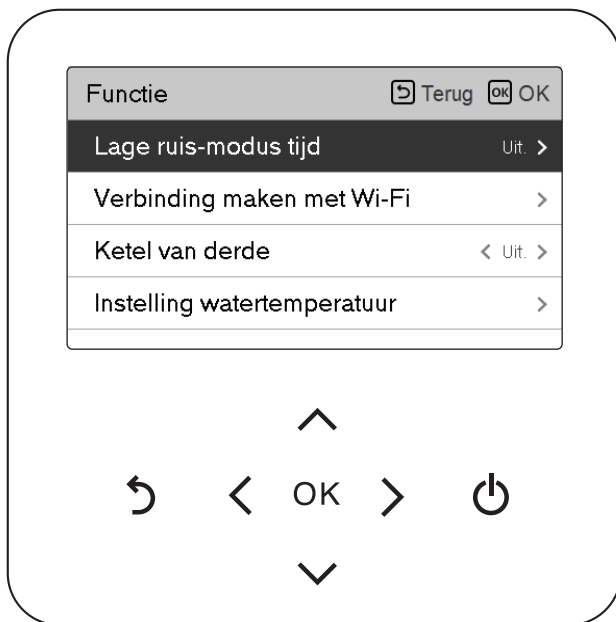 Functie Terug OK OK
Lage ruis-modus tijd Uit. >
Verbinding maken met Wi-Fi >
Ketel van derde < Uit. >
Instelling watertemperatuur >
OK